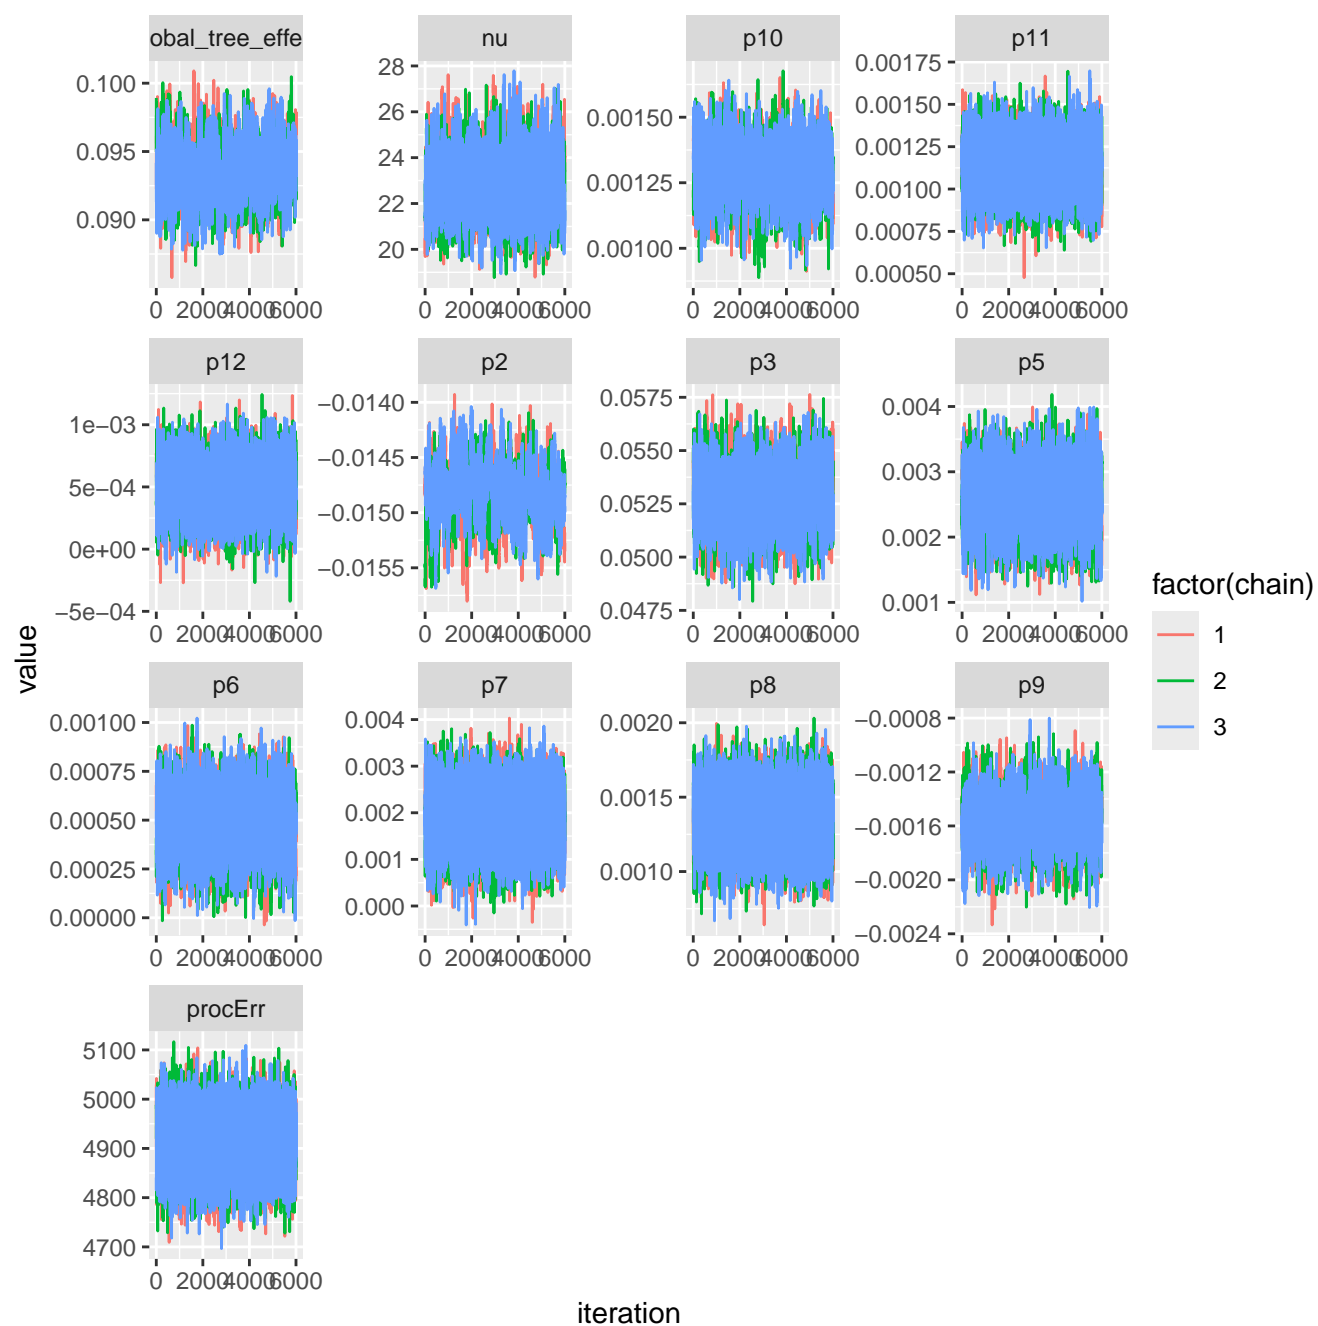 obal_tree_effe nu p10 p11
0.100 0.095 0.090
28 26 24 22 20
0.00150 0.00125 0.00100
0.00175 0.00150 0.00125 0.00100 0.00075 0.00050
0 2000 4000 6000 0 2000 4000 6000 0 2000 4000 6000 0 2000 4000 6000
p12 p2 p3 p5
1e−03 5e−04 0e+00 −5e−04
−0.0140 −0.0145 −0.0150 −0.0155
0.0575 0.0550 0.0525 0.0500 0.0475
0.004 0.003 0.002 0.001
0 2000 4000 6000 0 2000 4000 6000 0 2000 4000 6000 0 2000 4000 6000
p6 p7 p8 p9
0.00100 0.00075 0.00050 0.00025 0.00000
0.004 0.003 0.002 0.001 0.000
0.0020 0.0015 0.0010
−0.0008 −0.0012 −0.0016 −0.0020 −0.0024
0 2000 4000 6000 0 2000 4000 6000 0 2000 4000 6000 0 2000 4000 6000
procErr
5100 5000 4900 4800 4700
0 2000 4000 6000
value
iteration
factor(chain)
1
2
3